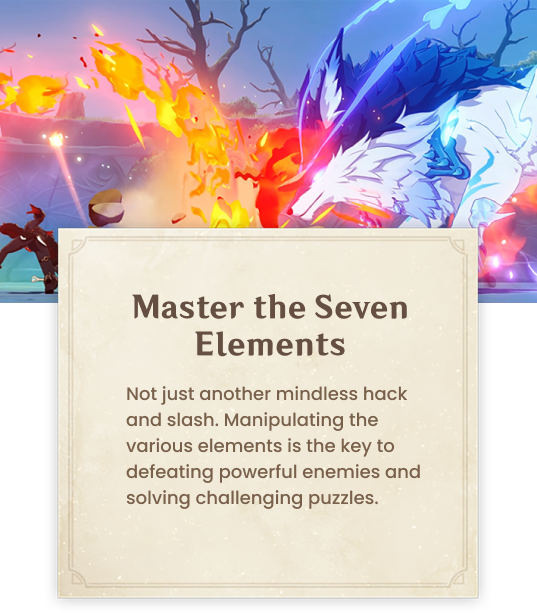 Master the Seven
Elements
Not just another mindless hack
and slash. Manipulating the
various elements is the key to
defeating powerful enemies and
solving challenging puzzles.